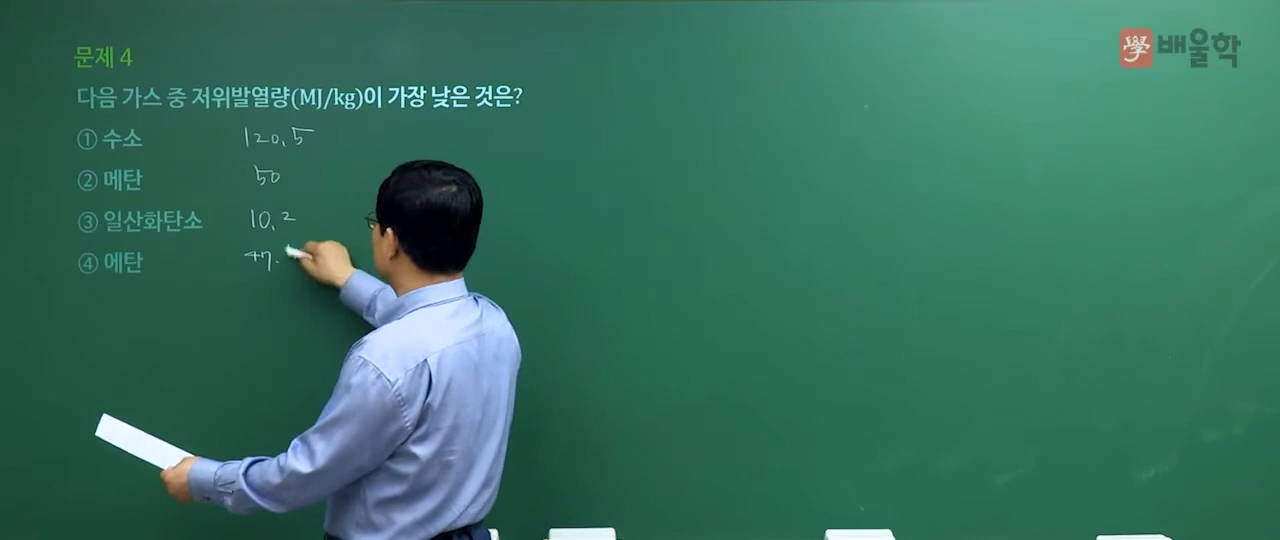 學 배울학
문제 4
다음 가스 중 저위발열량(MJ/kg)이 가장 낮은 것은?
① 수소 120.5
② 메탄 50
③ 일산화탄소 10.2
④ 에탄 47.